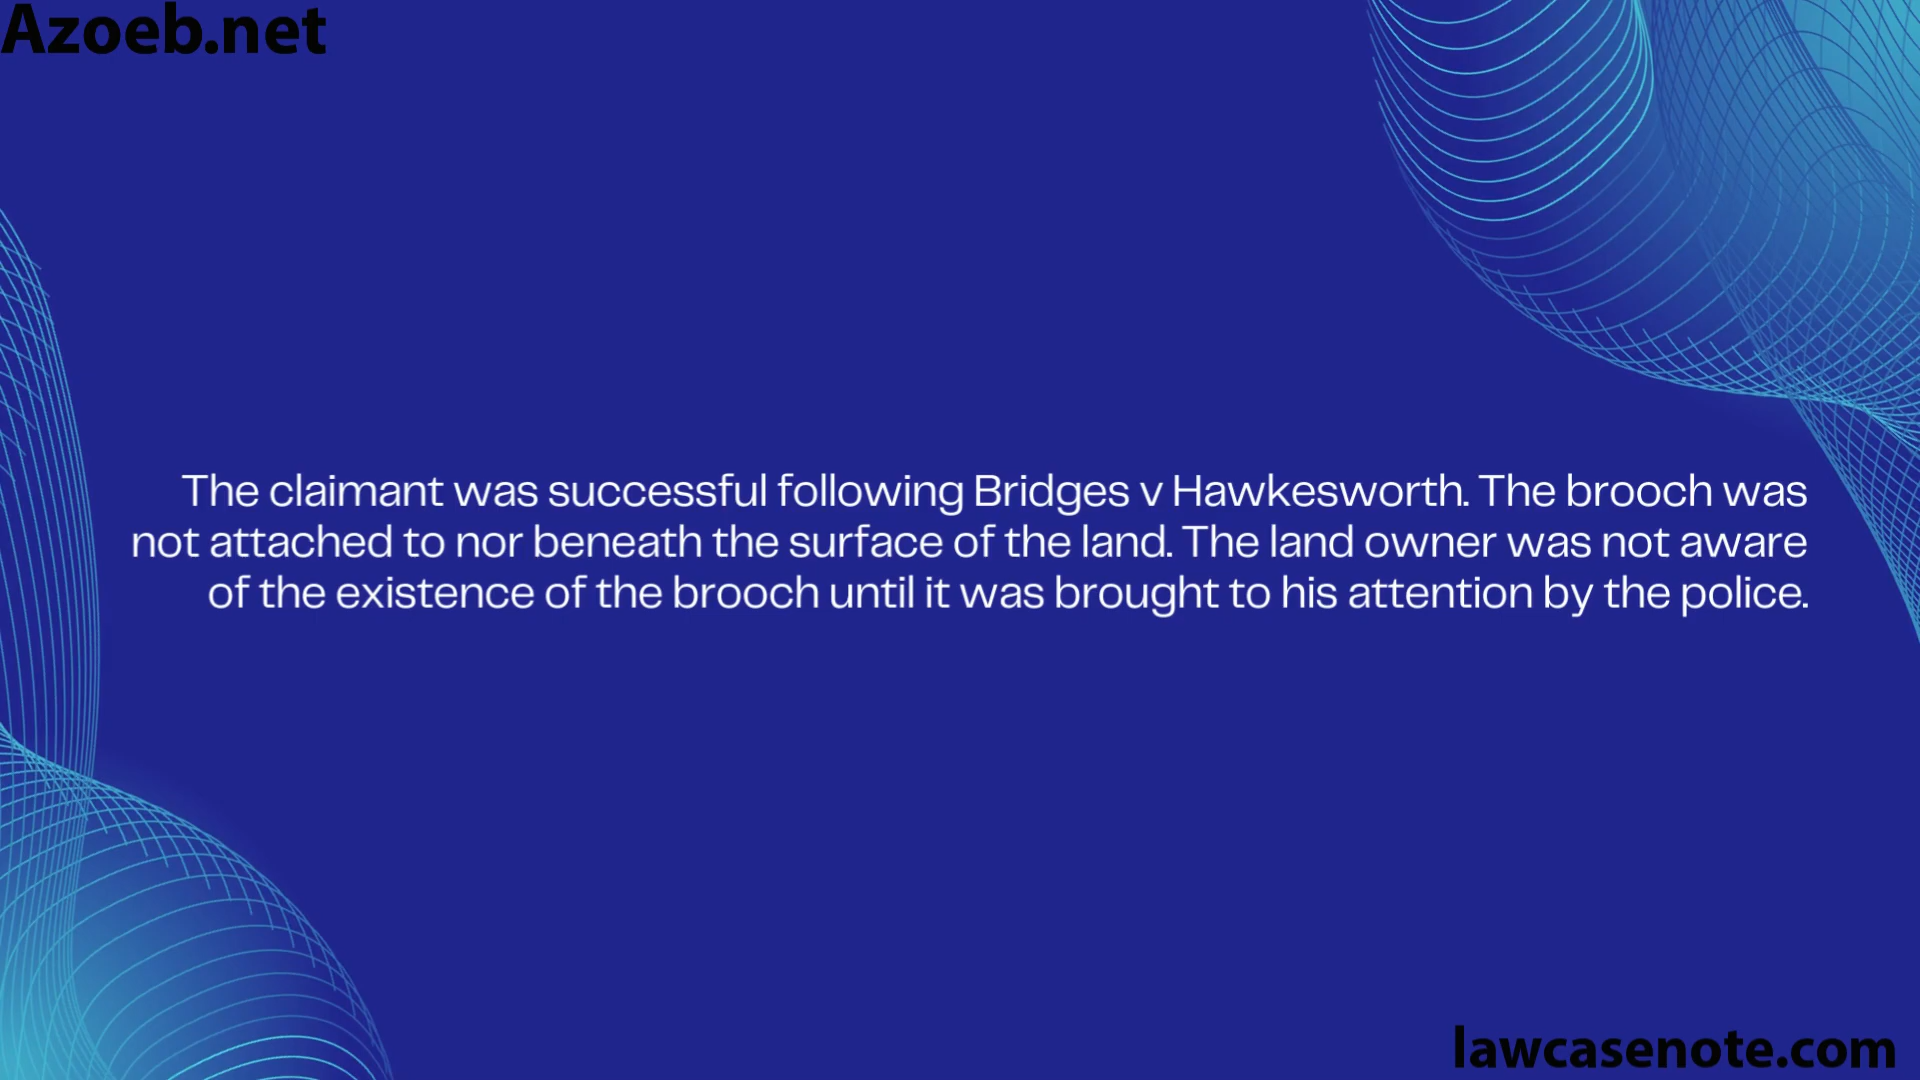 Azoeb.net
The claimant was successful following Bridges v Hawkesworth. The brooch was
not attached to nor beneath the surface of the land. The land owner was not aware
of the existence of the brooch until it was brought to his attention by the police.
lawcasenote.com